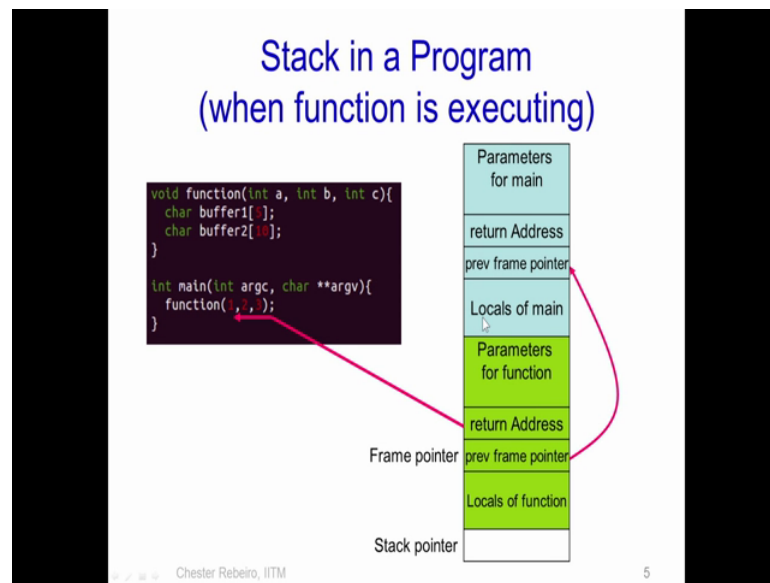 Stack in a Program
(when function is executing)
void function(int a, int b, int c){
char buffer1[5];
char buffer2[10];
}
int main(int argc, char **argv){
function(1,2,3);
}
Parameters
for main
return Address
prev frame pointer
Locals of main
Parameters
for function
return Address
Frame pointer
prev frame pointer
Locals of function
Stack pointer
Chester Rebeiro, IITM
5